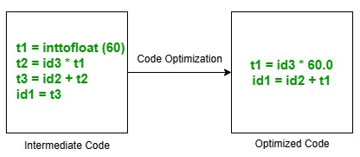 t1 = inttofloat (60)
t2 = id3 * t1
t3 = id2 + t2
id1 = t3
Intermediate Code
Code Optimization
t1 = id3 * 60.0
id1 = id2 + t1
Optimized Code